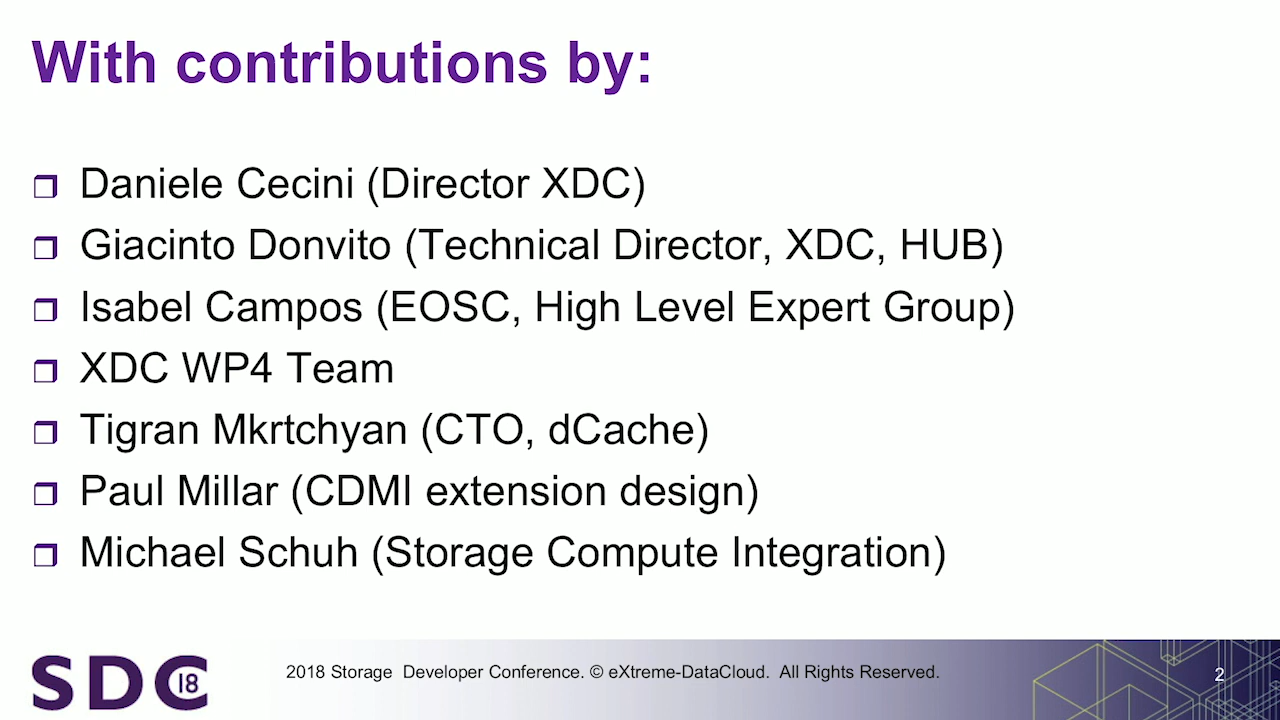 With contributions by:
Daniele Cecini (Director XDC)
Giacinto Donvito (Technical Director, XDC, HUB)
Isabel Campos (EOSC, High Level Expert Group)
XDC WP4 Team
Tigran Mkrtchyan (CTO, dCache)
Paul Millar (CDMI extension design)
Michael Schuh (Storage Compute Integration)
SDC 18
2018 Storage  Developer Conference. © eXtreme-DataCloud.  All Rights Reserved.
2